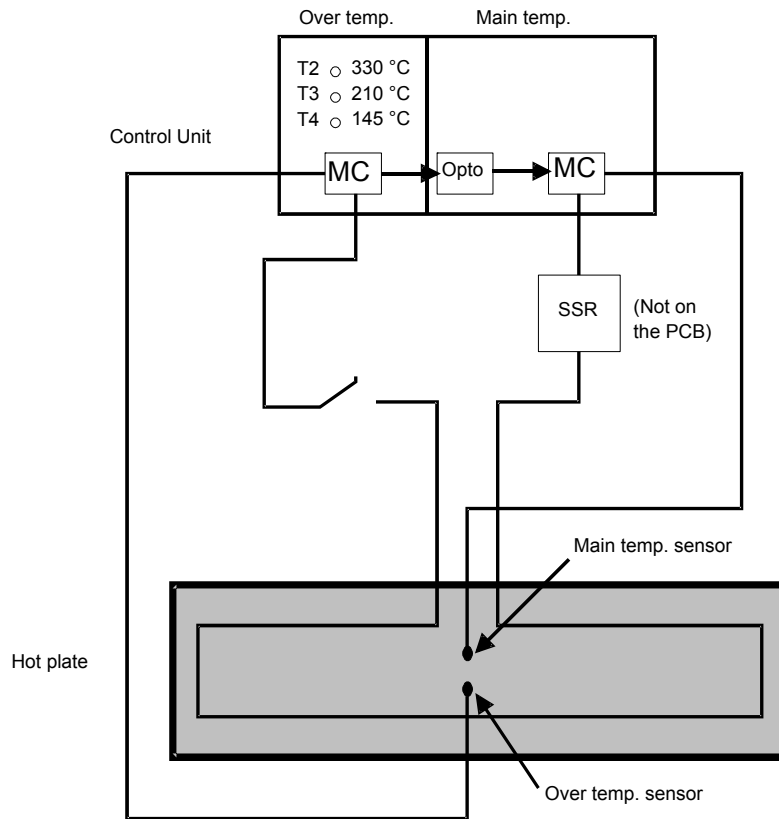 Over temp.
Main temp.
T2 ○ 330 °C
T3 ○ 210 °C
T4 ○ 145 °C
Control Unit
MC
Opto
MC
SSR
(Not on
the PCB)
Main temp. sensor
Hot plate
Over temp. sensor